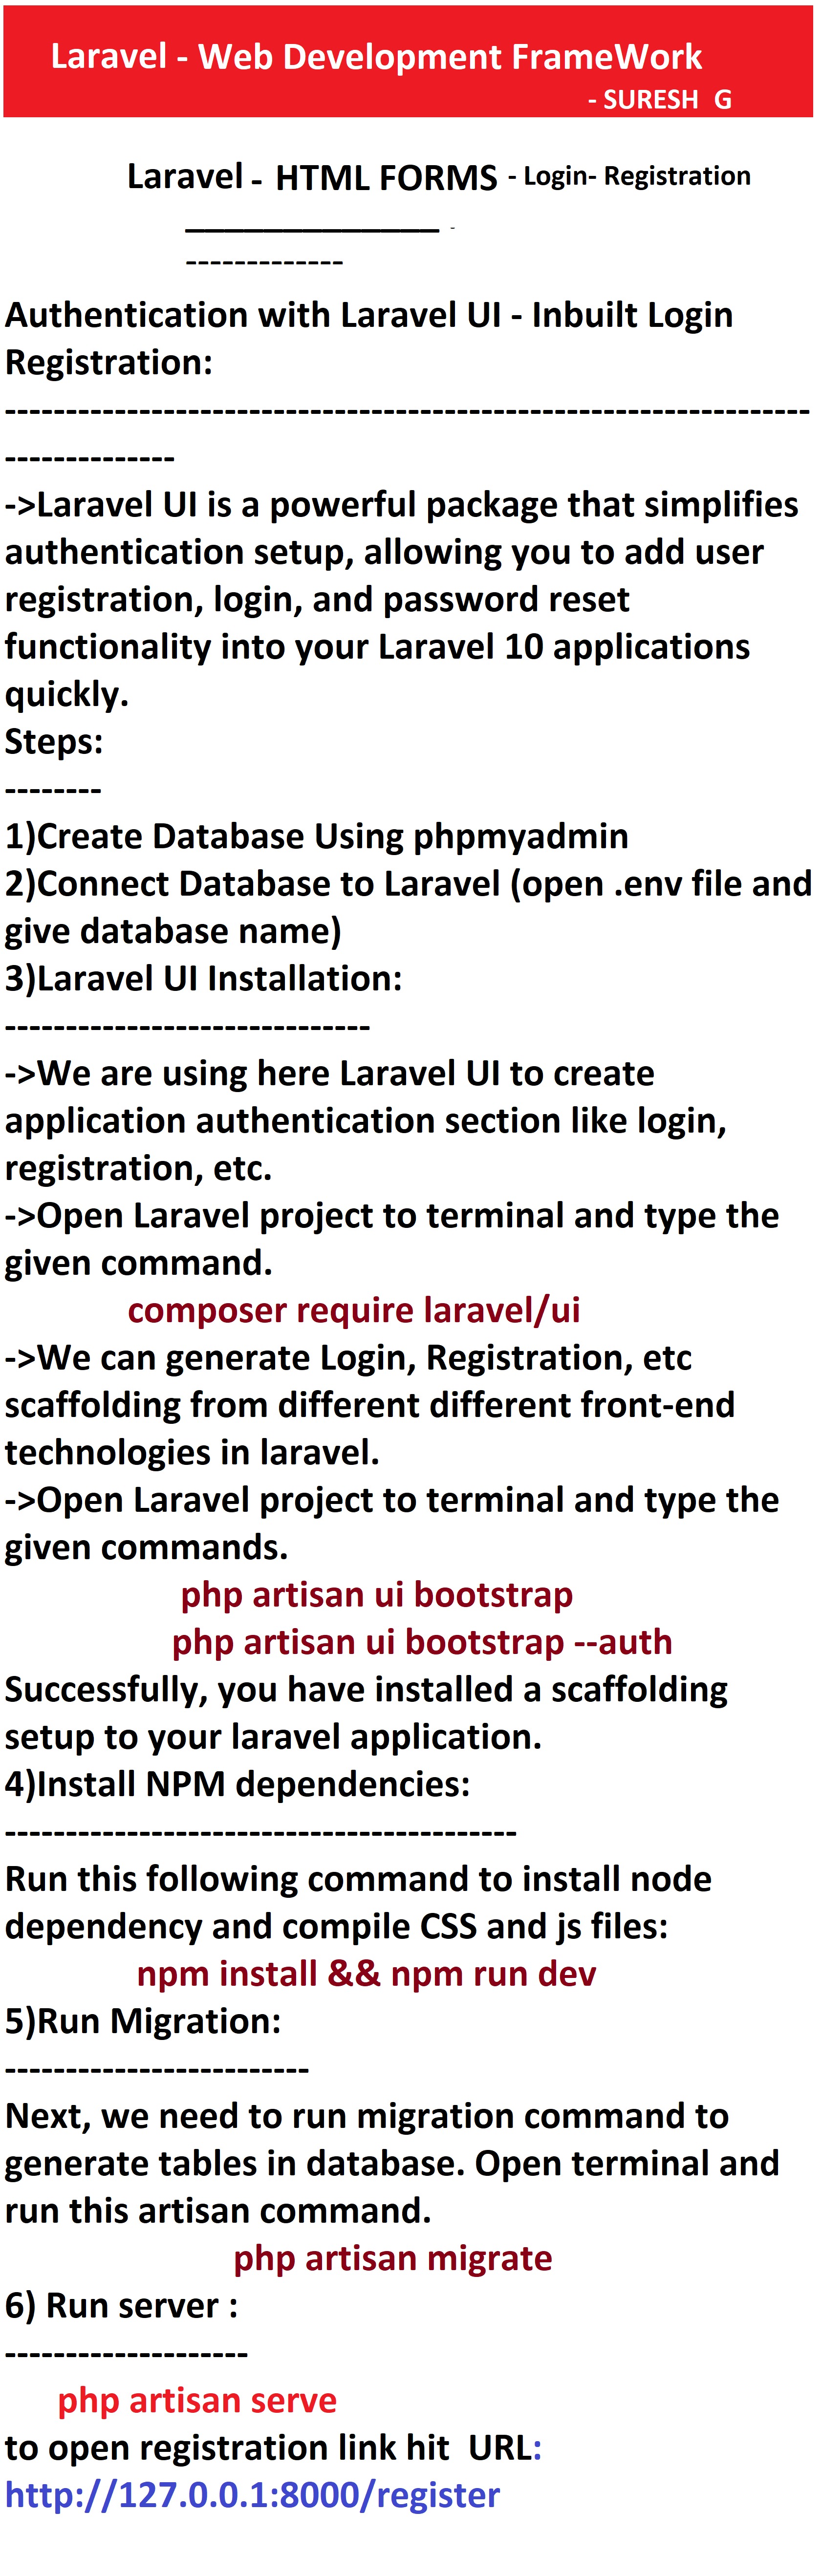 Laravel - Web Development FrameWork
- SURESH  G
Laravel - HTML FORMS - Login- Registration
_____________ -
-------------
Authentication with Laravel UI - Inbuilt Login
Registration:
------------------------------------------------------------------
--------------
->Laravel UI is a powerful package that simplifies
authentication setup, allowing you to add user
registration, login, and password reset
functionality into your Laravel 10 applications
quickly.
Steps:
--------
1)Create Database Using phpmyadmin
2)Connect Database to Laravel (open .env file and
give database name)
3)Laravel UI Installation:
------------------------------
->We are using here Laravel UI to create
application authentication section like login,
registration, etc.
->Open Laravel project to terminal and type the
given command.
composer require laravel/ui
->We can generate Login, Registration, etc
scaffolding from different different front-end
technologies in laravel.
->Open Laravel project to terminal and type the
given commands.
php artisan ui bootstrap
php artisan ui bootstrap --auth
Successfully, you have installed a scaffolding
setup to your laravel application.
4)Install NPM dependencies:
------------------------------------------
Run this following command to install node
dependency and compile CSS and js files:
npm install && npm run dev
5)Run Migration:
-------------------------
Next, we need to run migration command to
generate tables in database. Open terminal and
run this artisan command.
php artisan migrate
6) Run server :
--------------------
php artisan serve
to open registration link hit  URL:
http://127.0.0.1:8000/register